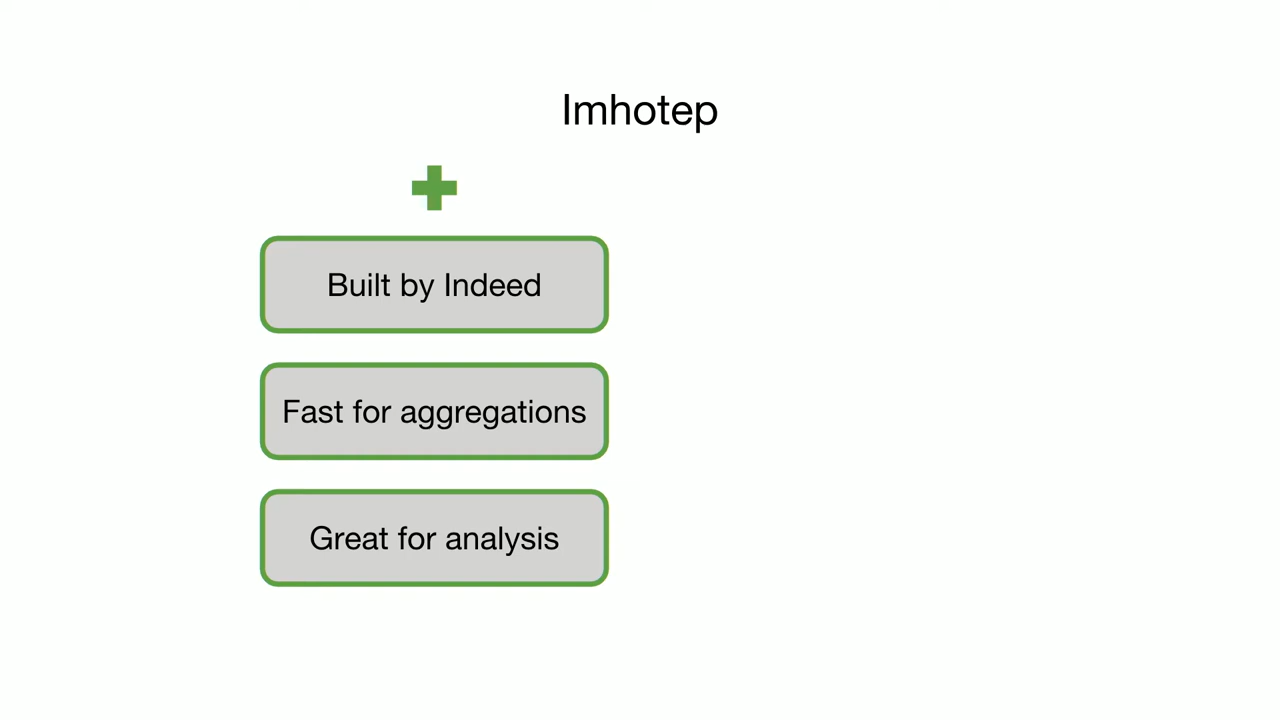 Imhotep
Built by Indeed
Fast for aggregations
Great for analysis